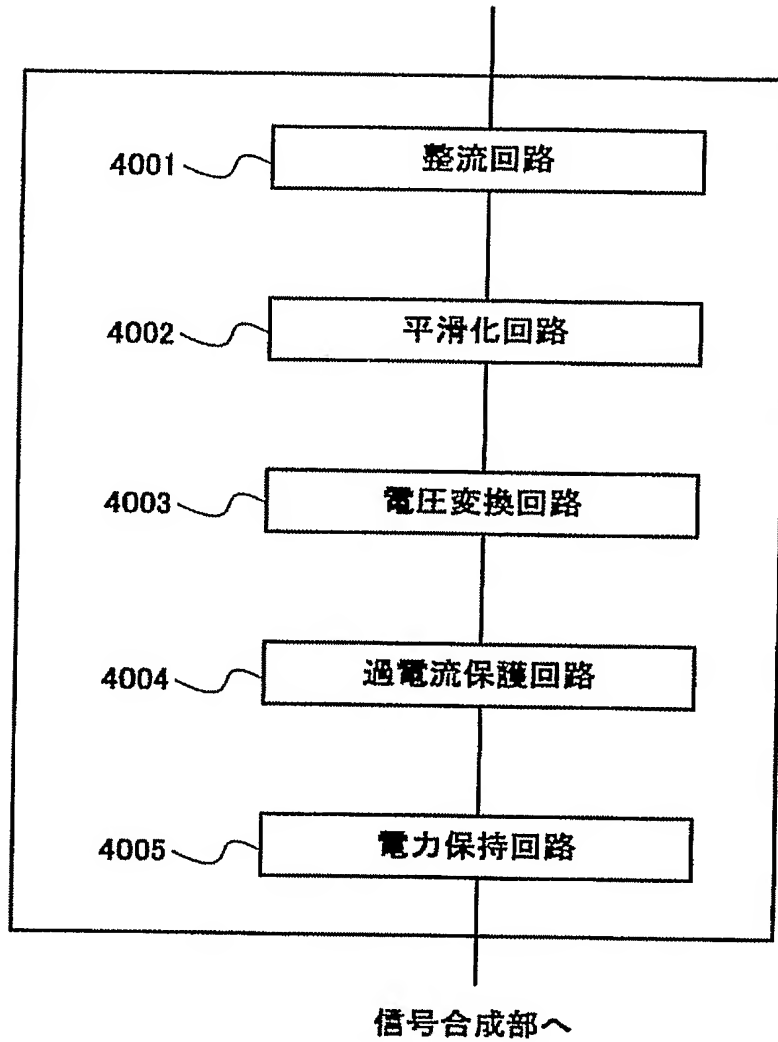 4001 整流回路
4002 平滑化回路
4003 電圧変換回路
4004 過電流保護回路
4005 電力保持回路
信号合成部へ